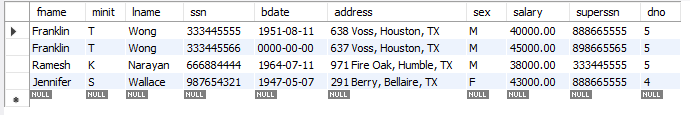 fname minit lname ssn bdate address sex salary superssn dno
Franklin T Wong 333445555 1951-08-11 638 Voss, Houston, TX M 40000.00 888665555 5
Franklin T Wong 333445566 0000-00-00 637 Voss, Houston, TX M 45000.00 898665565 5
Ramesh K Narayan 666884444 1964-07-11 971 Fire Oak, Humble, TX M 38000.00 333445555 5
Jennifer S Wallace 987654321 1947-05-07 291 Berry, Bellaire, TX F 43000.00 888665555 4
NULL NULL NULL NULL NULL NULL NULL NULL NULL NULL